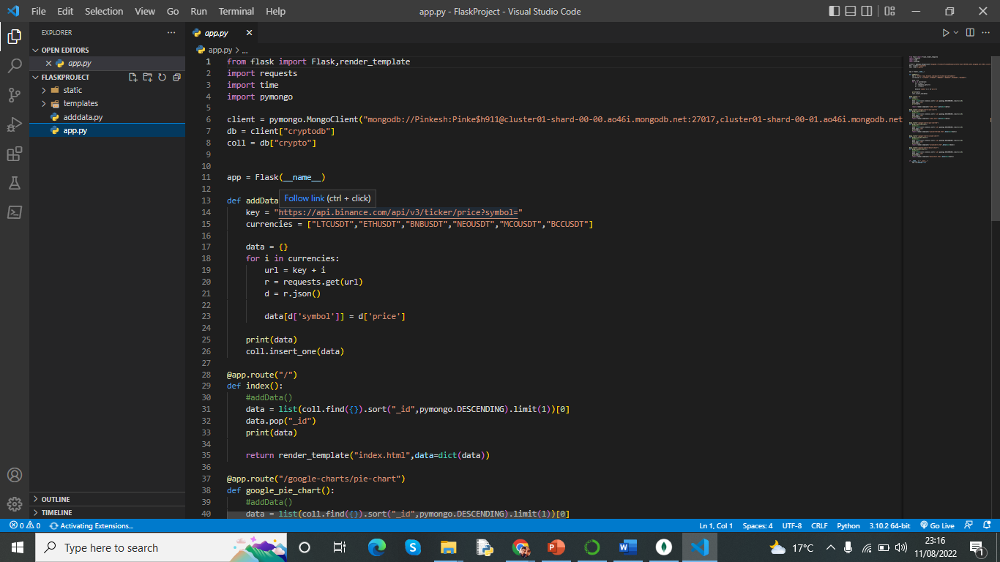 File Edit Selection View Go Run Terminal Help
app.py - FlaskProject - Visual Studio Code
EXPLORER
OPEN EDITORS
app.py
FLASKPROJECT
static
templates
adddata.py
app.py
OUTLINE
TIMELINE
app.py
app.py > ...
1 from flask import Flask,render_template
2 import requests
3 import time
4 import pymongo
5
6 client = pymongo.MongoClient("mongodb://Pinkesh:Pinke$h911@cluster01-shard-00-00.ao46i.mongodb.net:27017,cluster01-shard-00-01.ao46i.mongodb.net
7 db = client["cryptodb"]
8 coll = db["crypto"]
9
10
11 app = Flask(__name__)
12
13 def addData
Follow link (ctrl + click)
14 key = "https://api.binance.com/api/v3/ticker/price?symbol="
15 currencies = ["LTCUSDT","ETHUSDT","BNBUSDT","NEOUSDT","MCOUSDT","BCCUSDT"]
16
17 data = {}
18 for i in currencies:
19 url = key + i
20 r = requests.get(url)
21 d = r.json()
22
23 data[d['symbol']] = d['price']
24
25 print(data)
26 coll.insert_one(data)
27
28 @app.route("/")
29 def index():
30 #addData()
31 data = list(coll.find({}).sort("_id",pymongo.DESCENDING).limit(1))[0]
32 data.pop("_id")
33 print(data)
34
35 return render_template("index.html",data=dict(data))
36
37 @app.route("/google-charts/pie-chart")
38 def google_pie_chart():
39 #addData()
40 data = list(coll.find({}).sort("_id",pymongo.DESCENDING).limit(1))[0]
0 0 Activating Extensions...
Ln 1, Col 1 Spaces: 4 UTF-8 CRLF Python 3.10.2 64-bit Go Live
Type here to search
17°C
23:16
11/08/2022
1